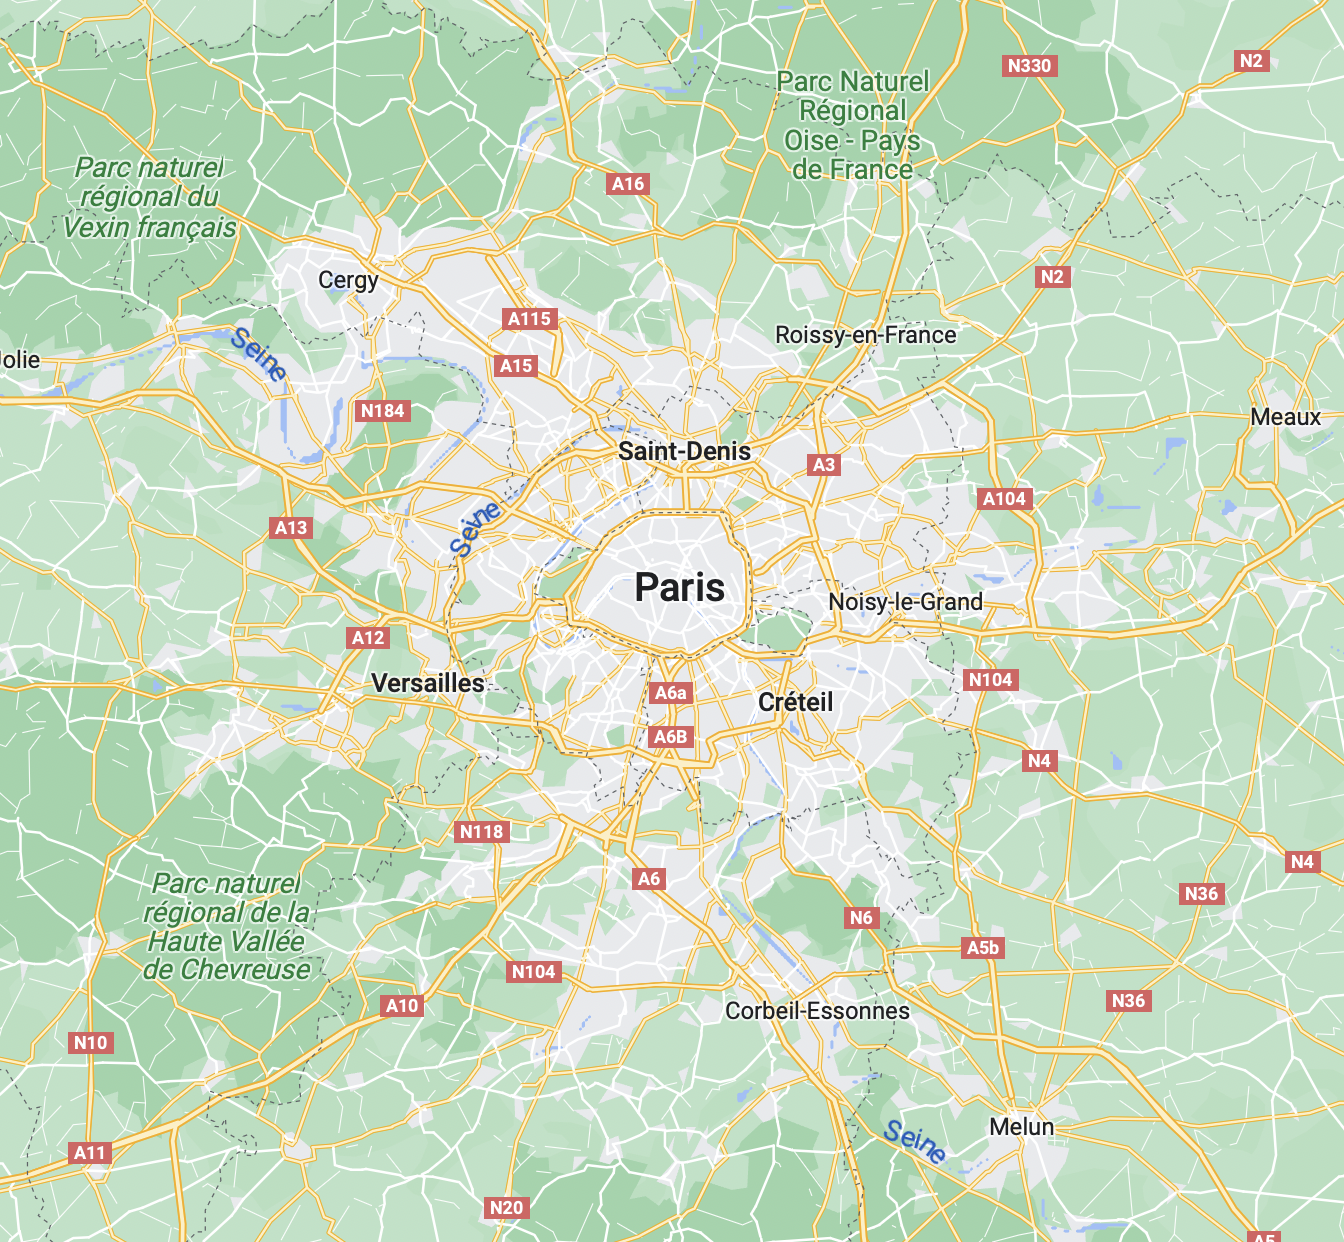 N330
N2
Parc Naturel
Régional
Oise - Pays
de France
Parc naturel
régional du
Vexin français
A16
Cergy
N2
A115
Roissy-en-France
Seine
Jolie
A15
N184
Meaux
Saint-Denis
A3
A104
Seine
A13
Paris
Noisy-le-Grand
A12
Versailles
N104
A6a
Créteil
A6B
N4
N118
N4
A6
Parc naturel
régional de la
Haute Vallée
de Chevreuse
N36
N6
A5b
N104
A10
Corbeil-Essonnes
N36
N10
Melun
Seine
A11
N20
A5